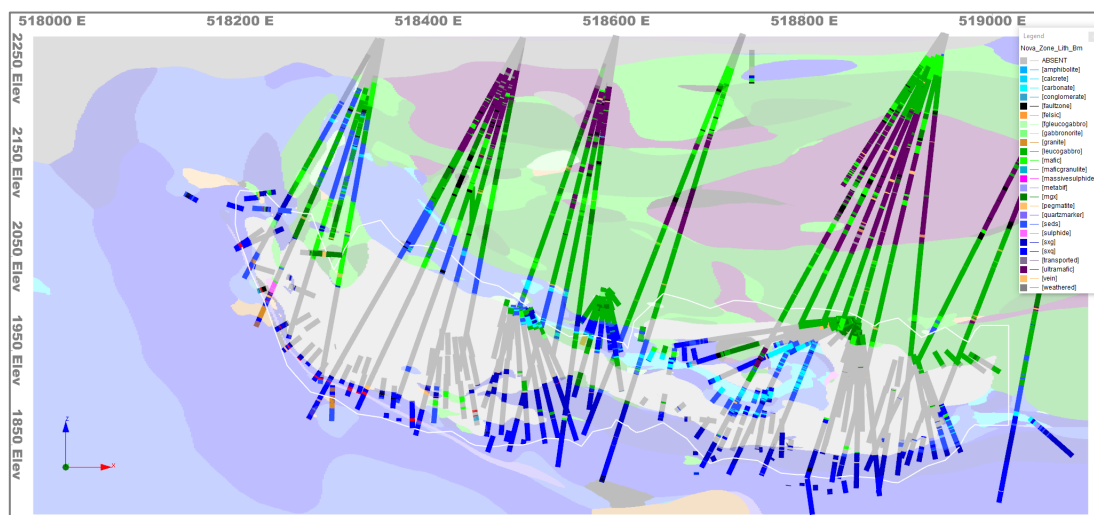 518000 E 518200 E 518400 E 518600 E 518800 E 519000 E
2250 Elev
2150 Elev
2050 Elev
1950 Elev
1850 Elev
Legend
Nova_Zone_Lith_Bm
ABSENT
[amphibolite]
[calcrete]
[carbonate]
[conglomerate]
[faultzone]
[felsic]
[fgleucogabbro]
[gabbronorite]
[granite]
[leucogabbro]
[mafic]
[maficgranulite]
[massivesulphide]
[metabif]
[mgx]
[pegmatite]
[quartzmarker]
[seds]
[sulphide]
[sxg]
[sxq]
[transported]
[ultramafic]
[vein]
[weathered]
Z
X